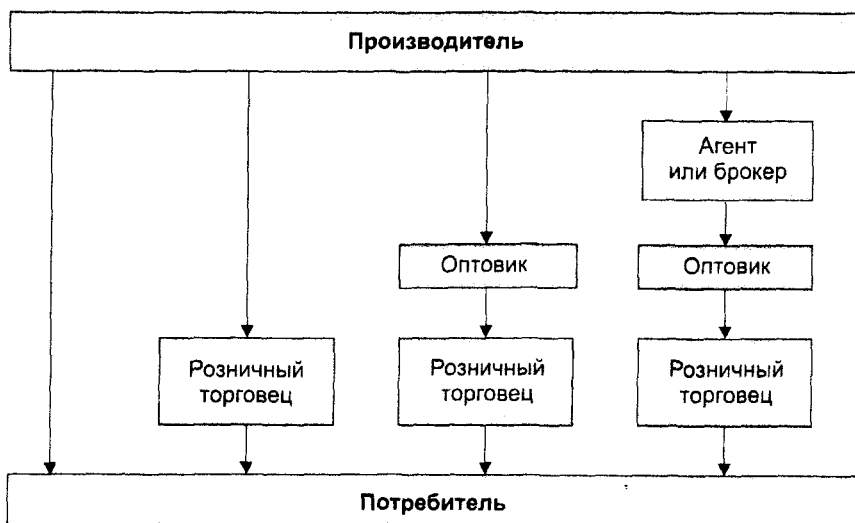 Производитель
Агент
или брокер
Оптовик
Оптовик
Розничный
торговец
Розничный
торговец
Розничный
торговец
Потребитель